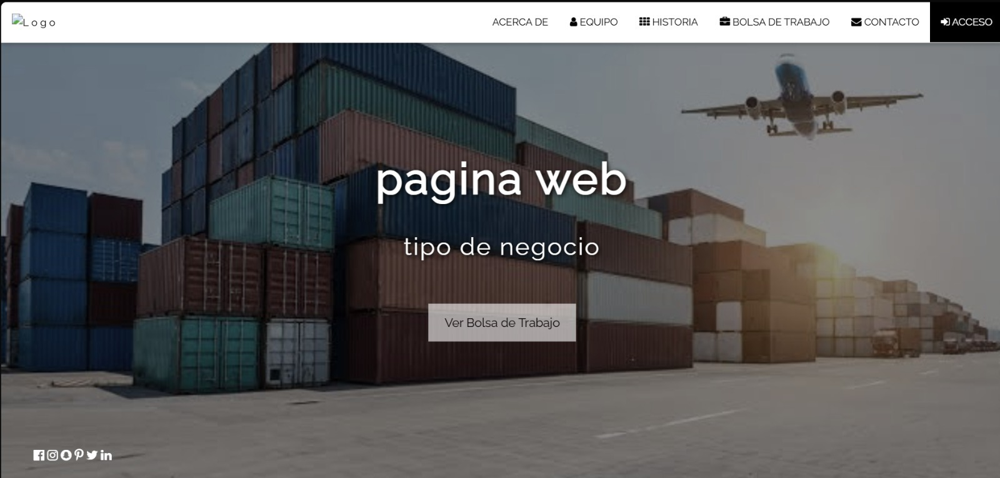 Logo
ACERCA DE EQUIPO HISTORIA BOLSA DE TRABAJO CONTACTO ACCESO
pagina web
tipo de negocio
Ver Bolsa de Trabajo